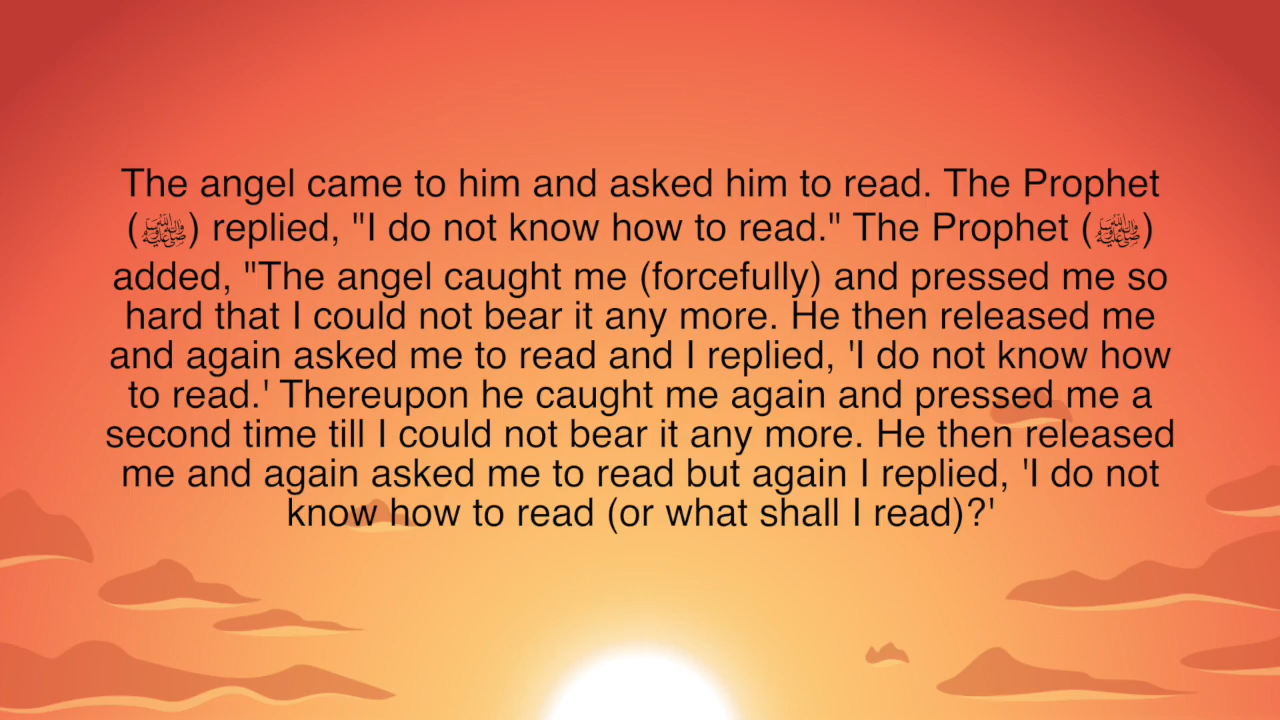 The angel came to him and asked him to read. The Prophet
(ﷺ) replied, "I do not know how to read." The Prophet (ﷺ)
added, "The angel caught me (forcefully) and pressed me so
hard that I could not bear it any more. He then released me
and again asked me to read and I replied, 'I do not know how
to read.' Thereupon he caught me again and pressed me a
second time till I could not bear it any more. He then released
me and again asked me to read but again I replied, 'I do not
know how to read (or what shall I read)?'